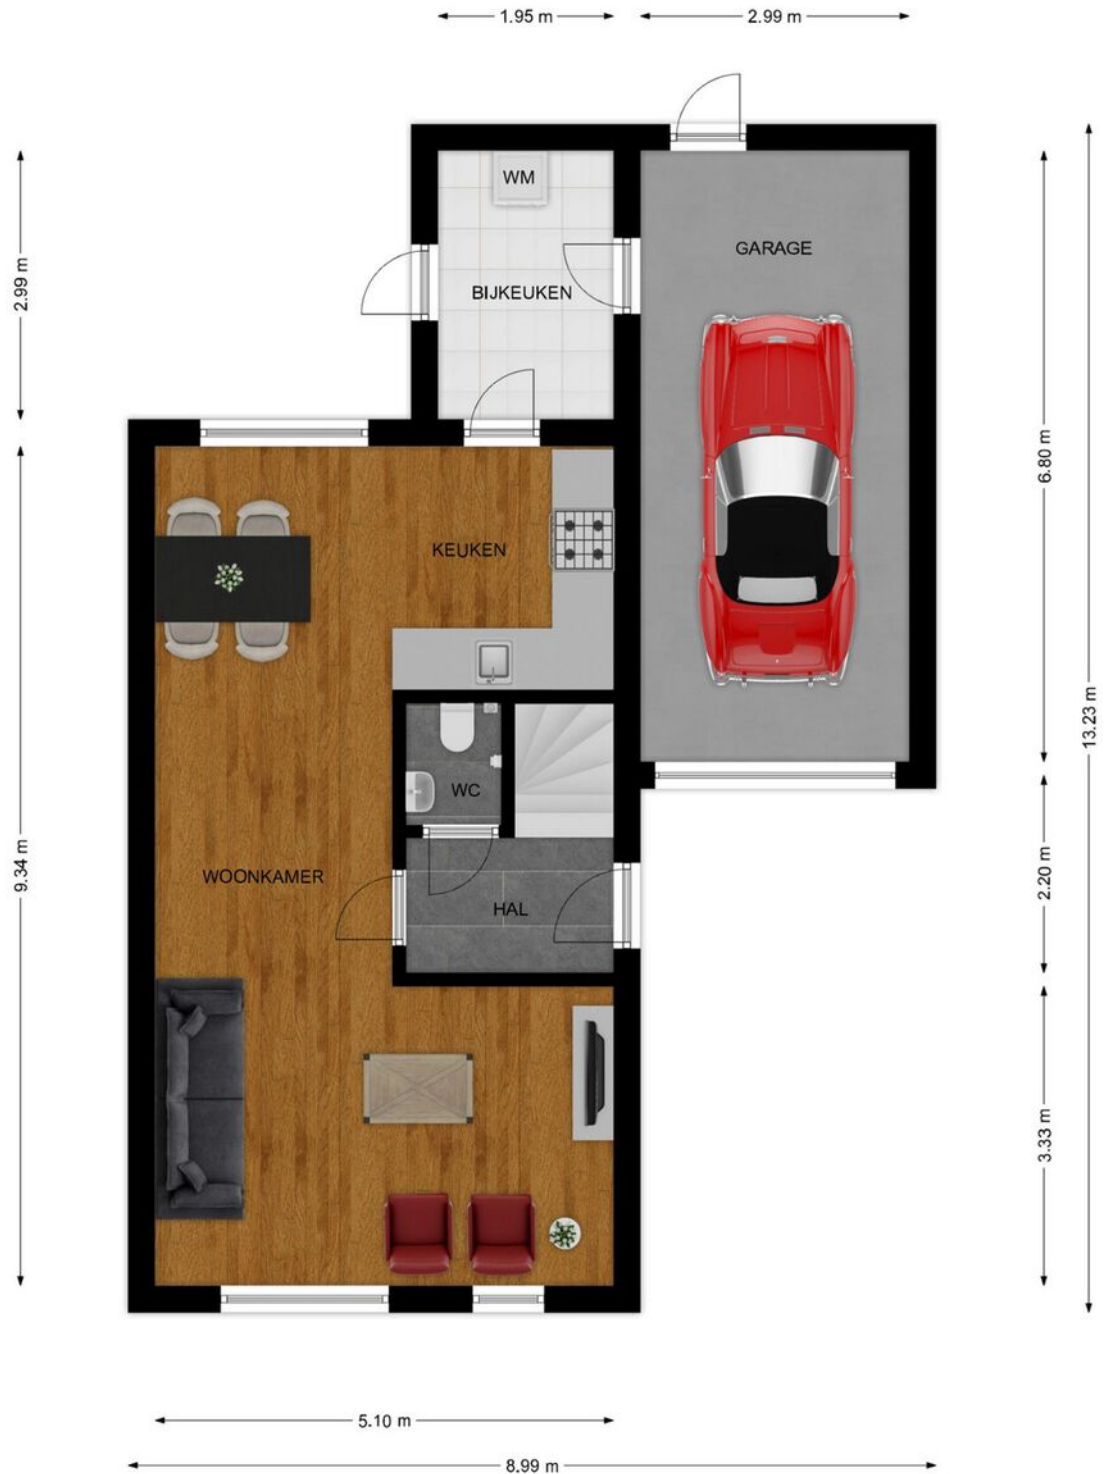 1.95 m
2.99 m
WM
GARAGE
BIJKEUKEN
2.99 m
6.80 m
KEUKEN
13.23 m
WC
9.34 m
WOONKAMER
HAL
2.20 m
3.33 m
5.10 m
8.99 m